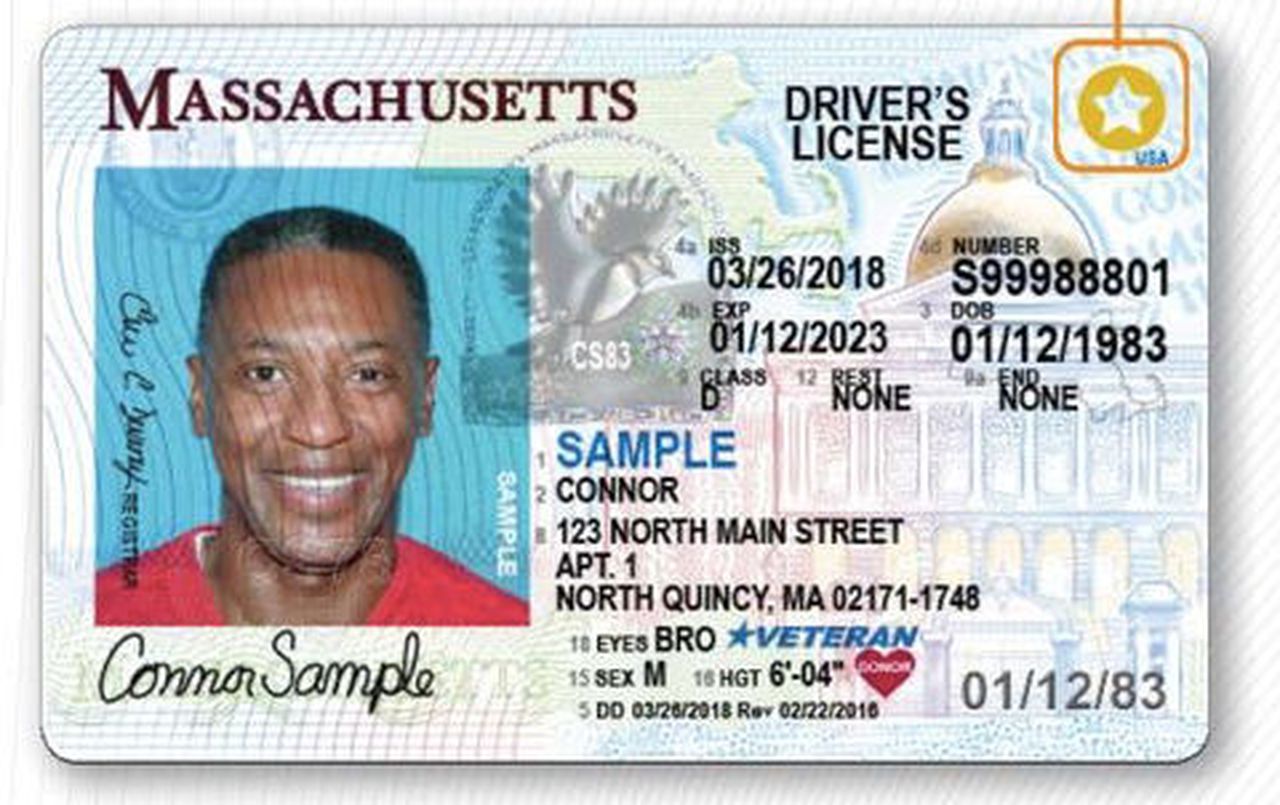 MASSACHUSETTS
DRIVER'S
LICENSE
USA
4a ISS
03/26/2018
4d NUMBER
S99988801
4b EXP
01/12/2023
3 DOB
01/12/1983
9 CLASS
D
12 REST
NONE
9a END
NONE
CS83
REGISTRAR
SAMPLE
1 SAMPLE
2 CONNOR
8 123 NORTH MAIN STREET
APT. 1
NORTH QUINCY, MA 02171-1748
18 EYES BRO VETERAN
15 SEX M 16 HGT 6'-04" DONOR
5 DD 03/26/2018 Rev 02/22/2016
01/12/83
Connor Sample